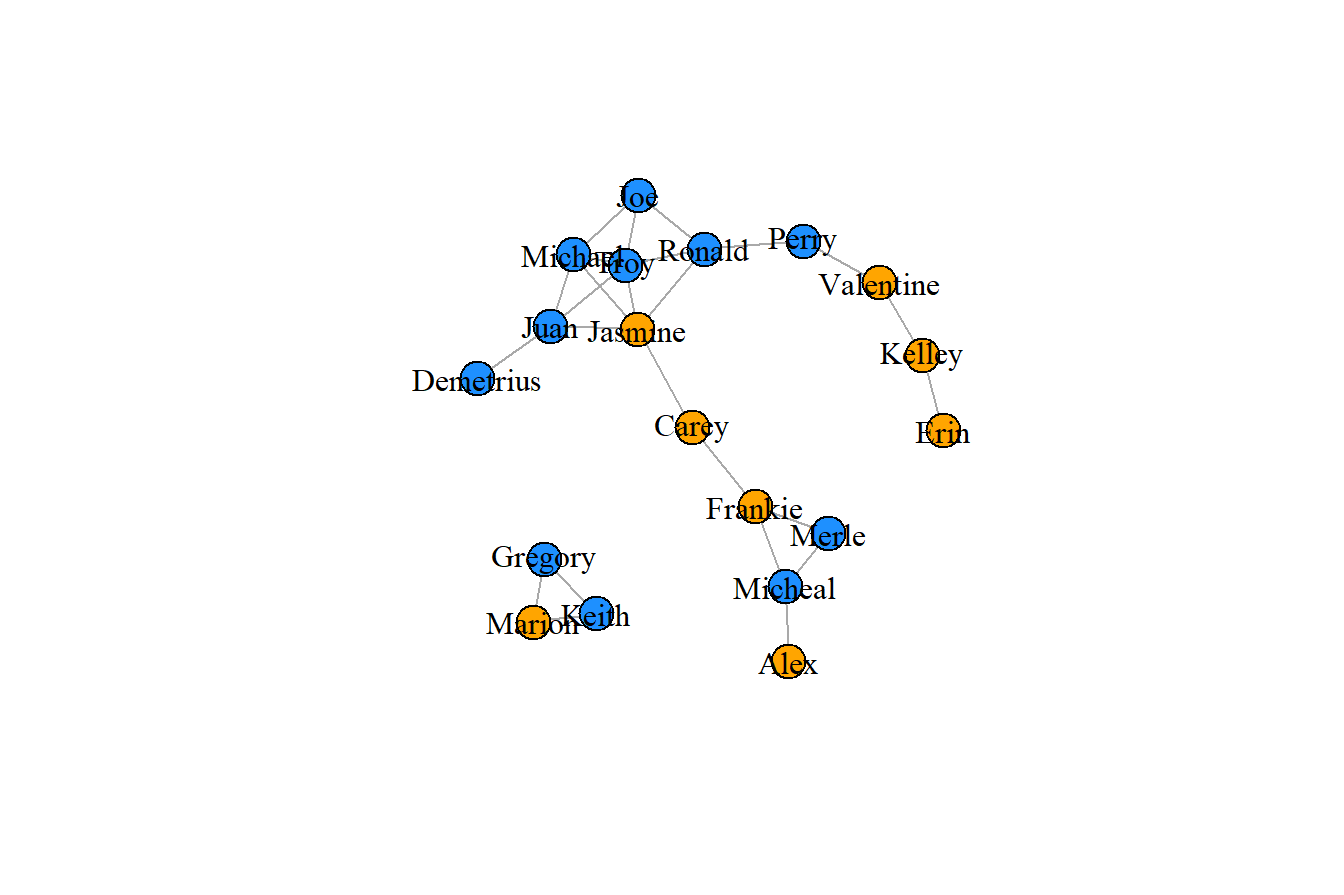 Joe
Michael
Troy
Ronald
Perry
Valentine
Juan
Jasmine
Kelley
Demetrius
Carey
Erin
Frankie
Merle
Gregory
Micheal
Marion
Keith
Alex